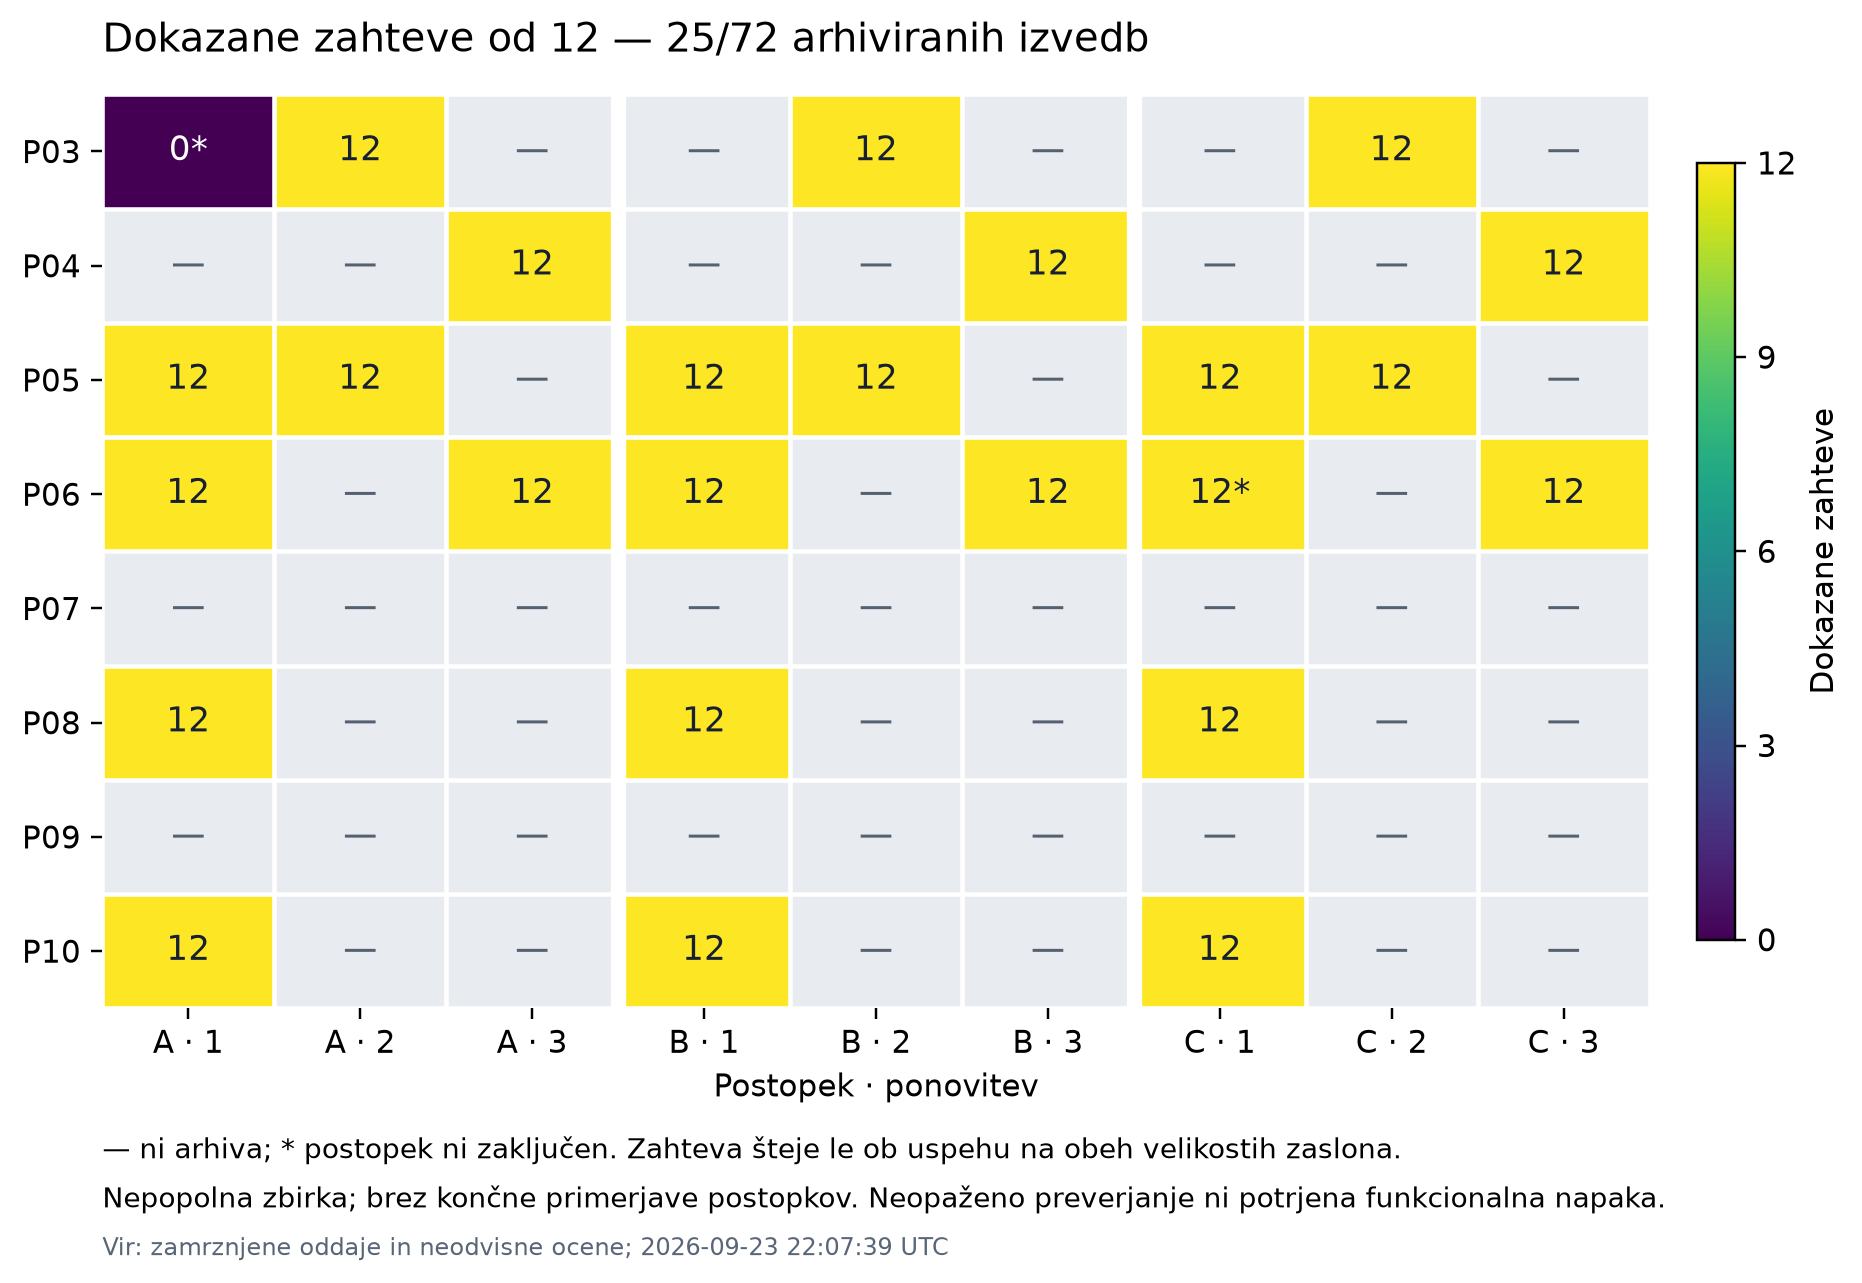 Dokazane zahteve od 12 — 25/72 arhiviranih izvedb
P03 0* 12 — — 12 — — 12 —
P04 — — 12 — — 12 — — 12
P05 12 12 — 12 12 — 12 12 —
P06 12 — 12 12 — 12 12* — 12
P07 — — — — — — — — —
P08 12 — — 12 — — 12 — —
P09 — — — — — — — — —
P10 12 — — 12 — — 12 — —
A · 1 A · 2 A · 3 B · 1 B · 2 B · 3 C · 1 C · 2 C · 3
Postopek · ponovitev
12
9
6
3
0
Dokazane zahteve
— ni arhiva; * postopek ni zaključen. Zahteva šteje le ob uspehu na obeh velikostih zaslona.
Nepopolna zbirka; brez končne primerjave postopkov. Neopaženo preverjanje ni potrjena funkcionalna napaka.
Vir: zamrznjene oddaje in neodvisne ocene; 2026-09-23 22:07:39 UTC